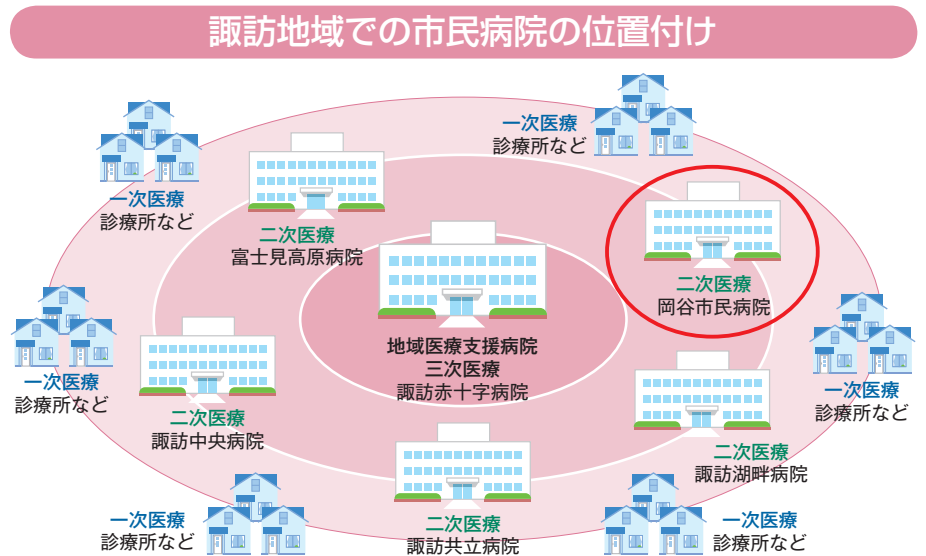 諏訪地域での市民病院の位置付け
一次医療
診療所など
一次医療
診療所など
二次医療
富士見高原病院
二次医療
岡谷市民病院
地域医療支援病院
三次医療
諏訪赤十字病院
一次医療
診療所など
一次医療
診療所など
二次医療
諏訪中央病院
二次医療
諏訪湖畔病院
一次医療
診療所など
二次医療
諏訪共立病院
一次医療
診療所など